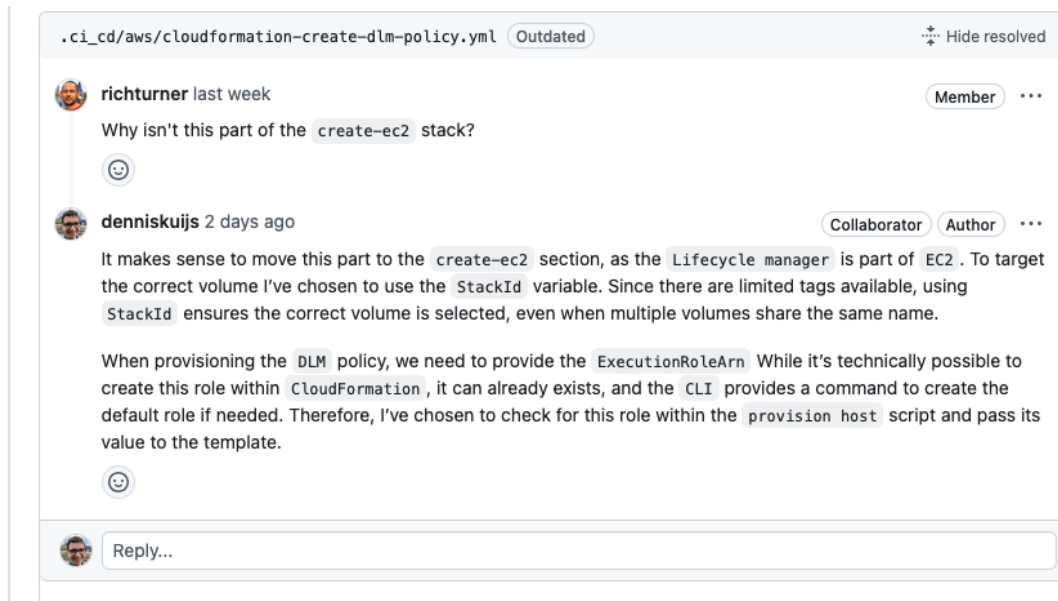 .ci_cd/aws/cloudformation-create-dlm-policy.yml Outdated Hide resolved
richturner last week Member
Why isn't this part of the create-ec2 stack?
denniskuijs 2 days ago Collaborator Author
It makes sense to move this part to the create-ec2 section, as the Lifecycle manager is part of EC2. To target
the correct volume I've chosen to use the StackId variable. Since there are limited tags available, using
StackId ensures the correct volume is selected, even when multiple volumes share the same name.
When provisioning the DLM policy, we need to provide the ExecutionRoleArn While it's technically possible to
create this role within CloudFormation, it can already exists, and the CLI provides a command to create the
default role if needed. Therefore, I've chosen to check for this role within the provision host script and pass its
value to the template.
Reply...